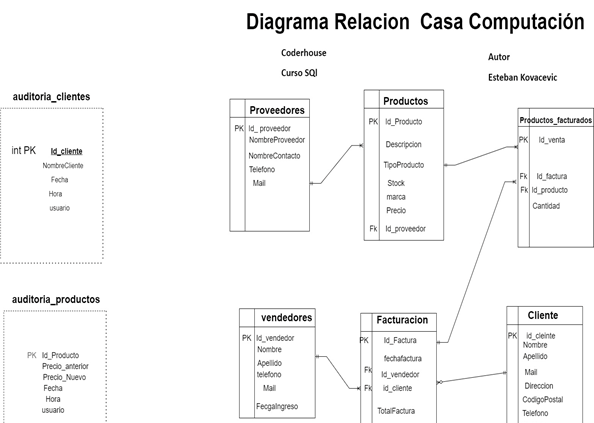 Diagrama Relacion Casa Computación
Coderhouse
Curso SQl
Autor
Esteban Kovacevic
auditoria_clientes
int PK Id_cliente
NombreCliente
Fecha
Hora
usuario
Proveedores
PK Id_ proveedor
NombreProveedor
NombreContacto
Telefono
Mail
Productos
PK Id_Producto
Descripcion
TipoProducto
Stock
marca
Precio
Fk Id_proveedor
Productos_facturados
PK Id_venta
Fk Id_factura
Fk Id_producto
Cantidad
auditoria_productos
PK Id_Producto
Precio_anterior
Precio_Nuevo
Fecha
Hora
usuario
vendedores
PK Id_vendedor
Nombre
Apellido
telefono
Mail
FecgaIngreso
Facturacion
PK Id_Factura
fechafactura
Fk Id_vendedor
Fk id_cliente
TotalFactura
Cliente
PK id_cleinte
Nombre
Apellido
Mail
Direccion
CodigoPostal
Telefono